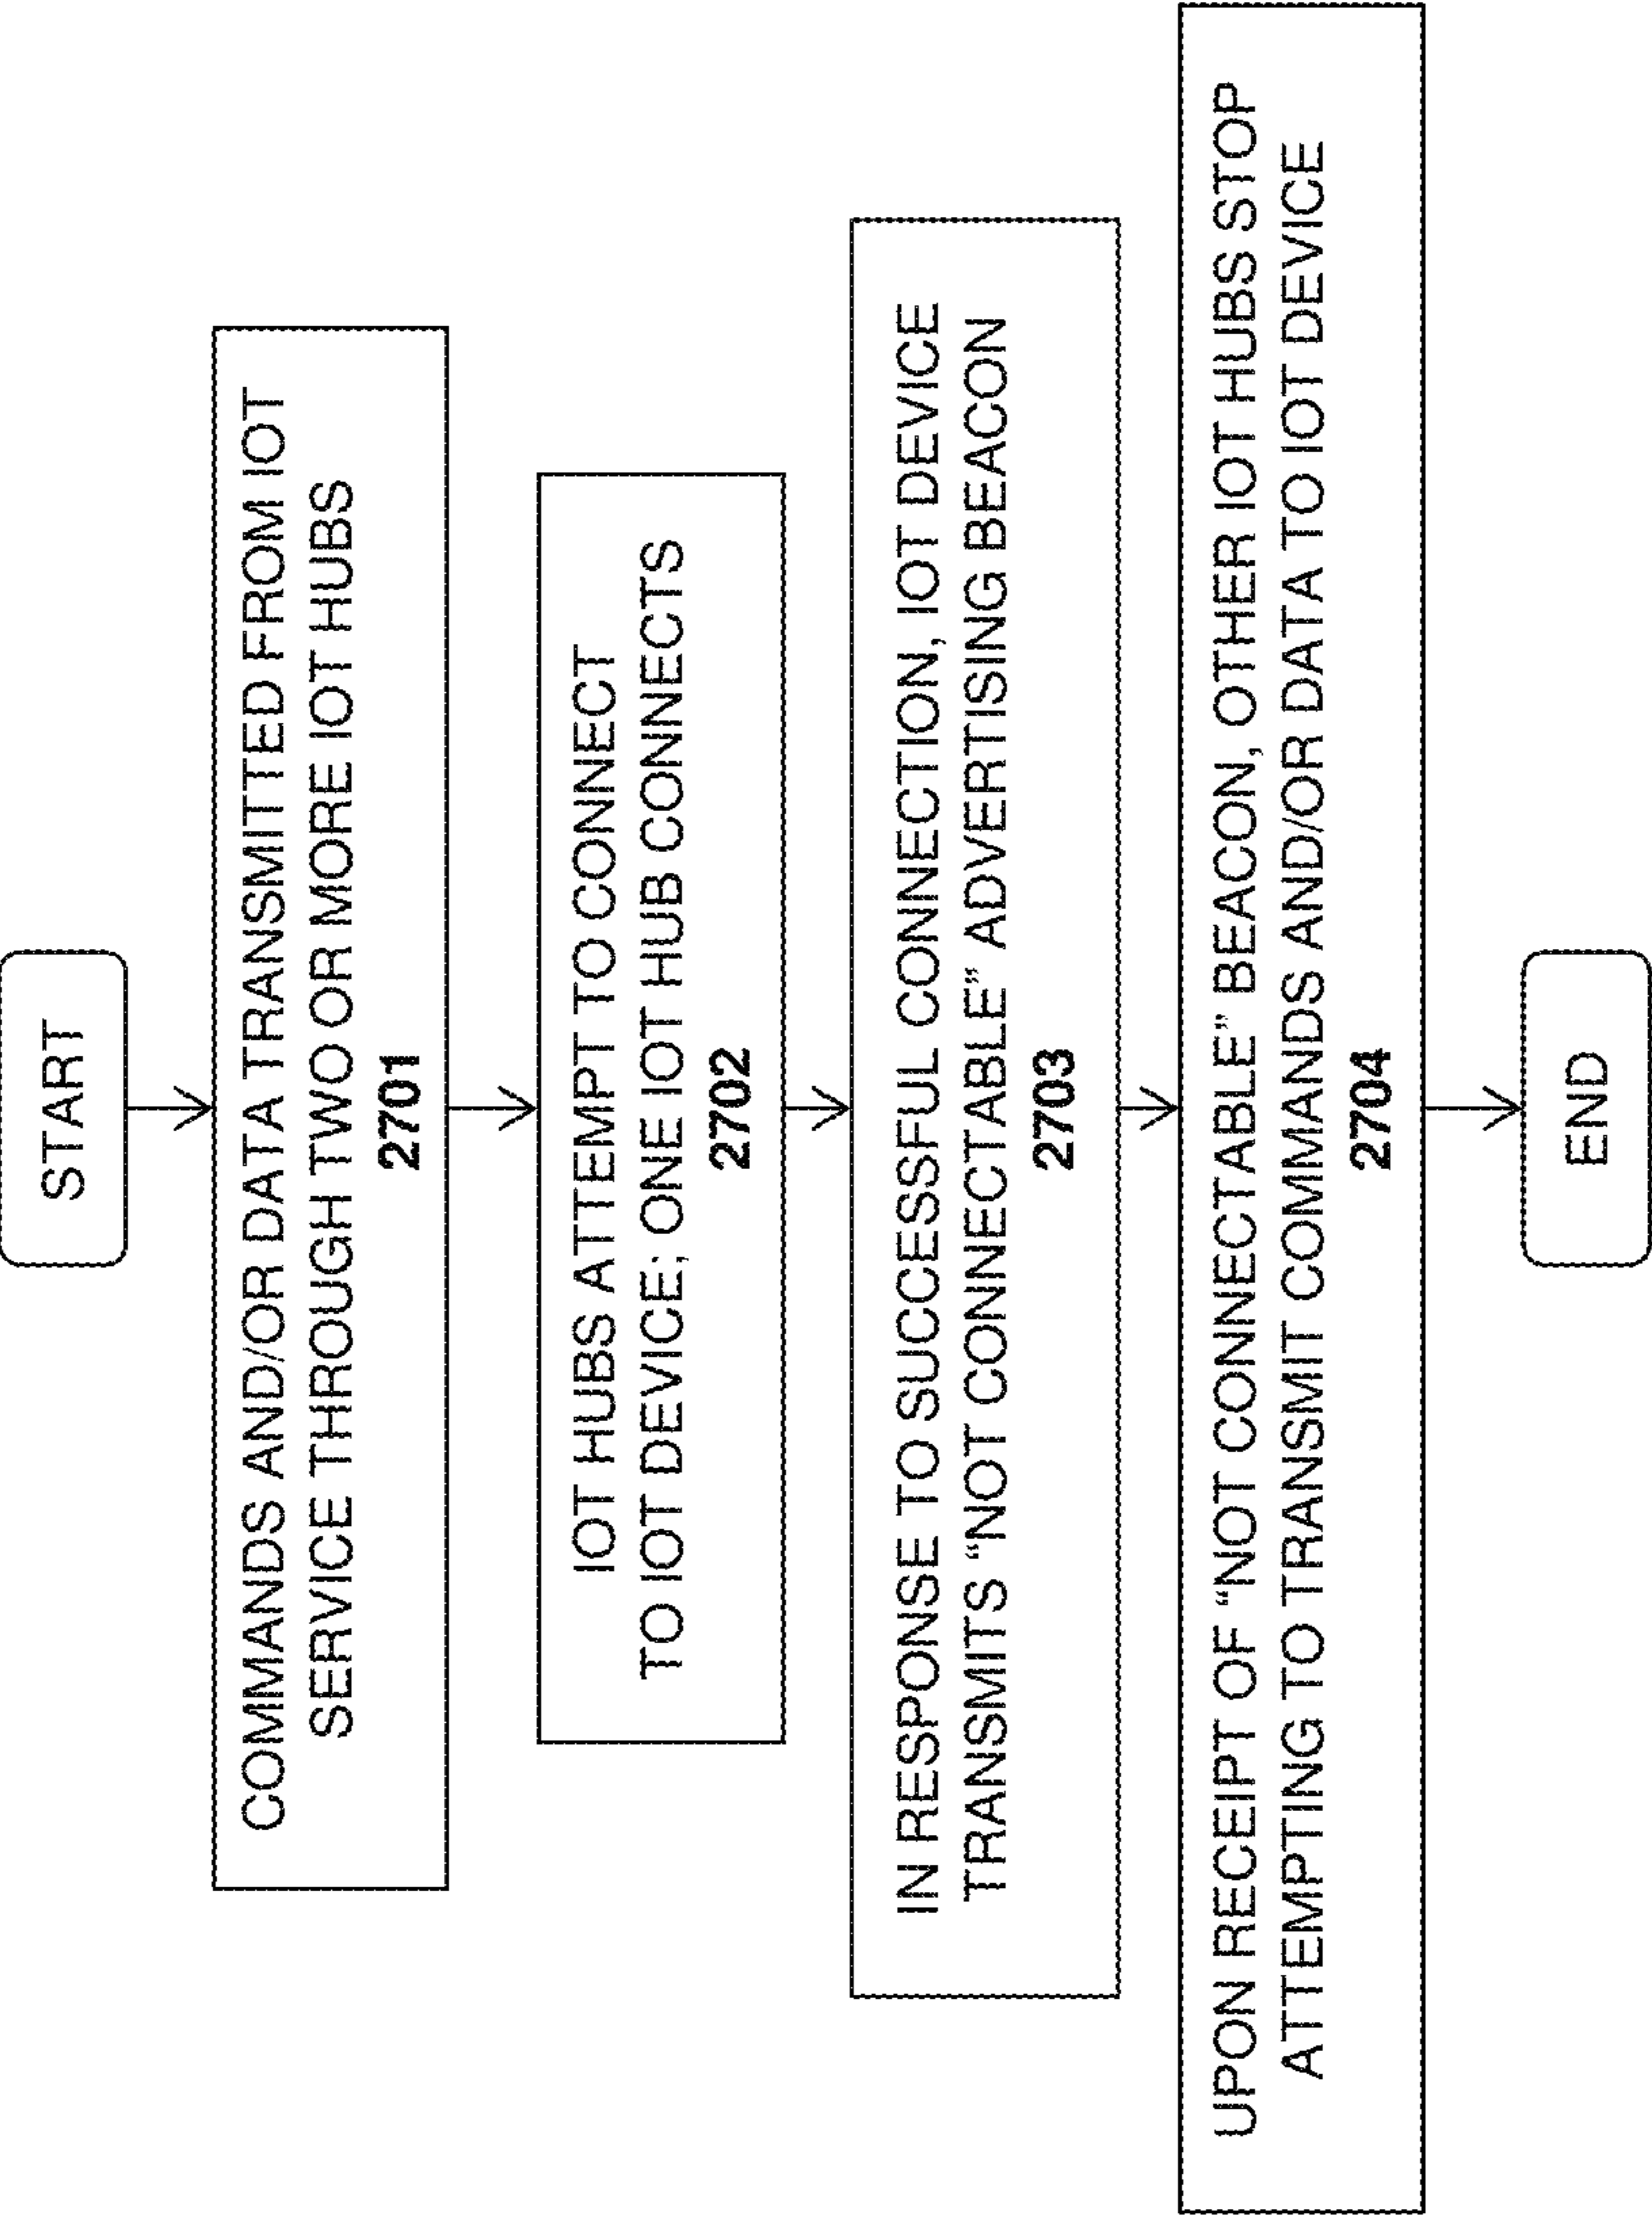 START
COMMANDS AND/OR DATA TRANSMITTED FROM IOT
SERVICE THROUGH TWO OR MORE IOT HUBS
2701
IOT HUBS ATTEMPT TO CONNECT
TO IOT DEVICE; ONE IOT HUB CONNECTS
2702
IN RESPONSE TO SUCCESSFUL CONNECTION, IOT DEVICE
TRANSMITS “NOT CONNECTABLE” ADVERTISING BEACON
2703
UPON RECEIPT OF “NOT CONNECTABLE” BEACON, OTHER IOT HUBS STOP
ATTEMPTING TO TRANSMIT COMMANDS AND/OR DATA TO IOT DEVICE
2704
END